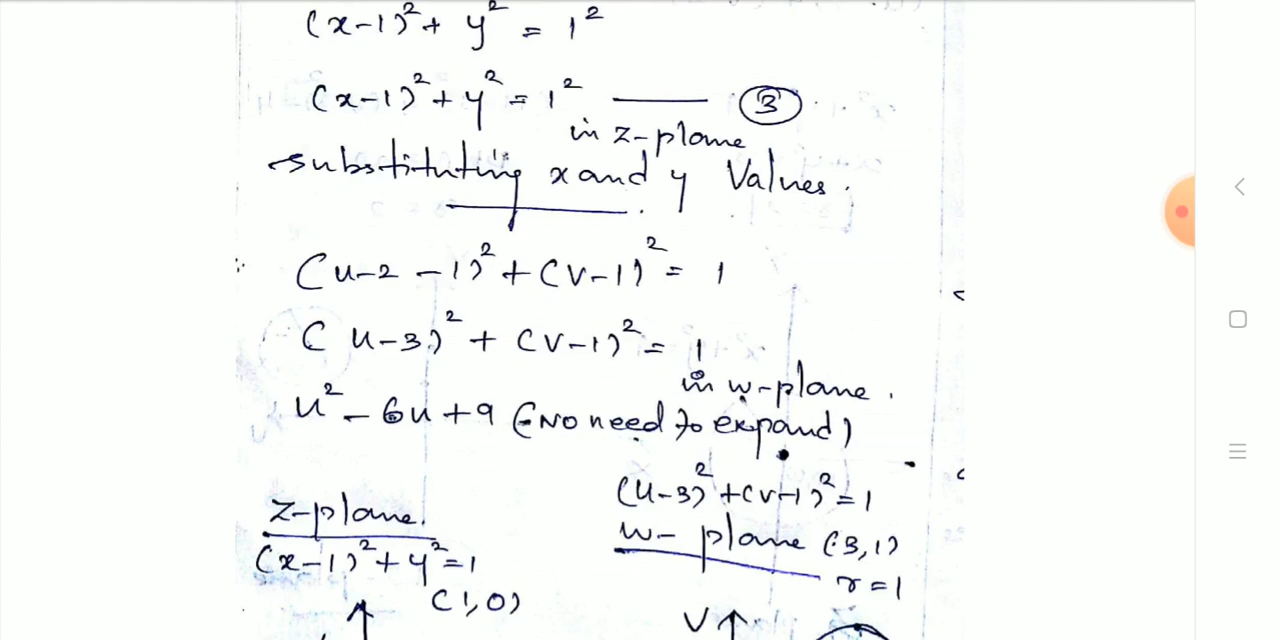 (x-1)² + y² = 1²
(x-1)² + y² = 1² —— ③
in z-plane
substituting x and y Values.
(u-2 -1)² + (v-1)² = 1
(u-3)² + (v-1)² = 1
in w-plane.
u² - 6u + 9 (No need to expand)
(u-3)² + (v-1)² = 1
z-plane.
w-plane (3,1)
(x-1)² + y² = 1
r = 1
(1,0)
V↑